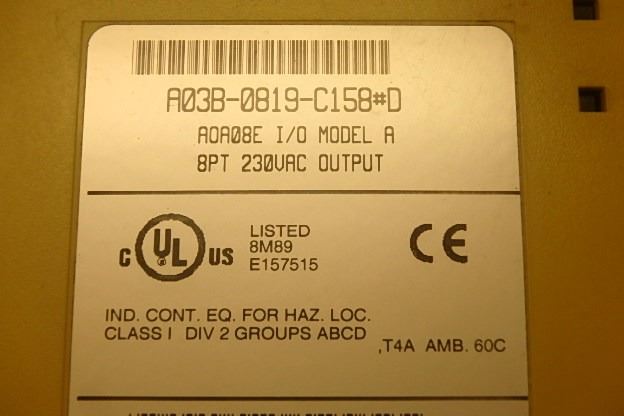 A03B-0819-C158#D
AOA08E I/O MODEL A
8PT 230VAC OUTPUT
C UL US
LISTED
8M89
E157515
CE
IND. CONT. EQ. FOR HAZ. LOC.
CLASS I DIV 2 GROUPS ABCD
,T4A AMB. 60C